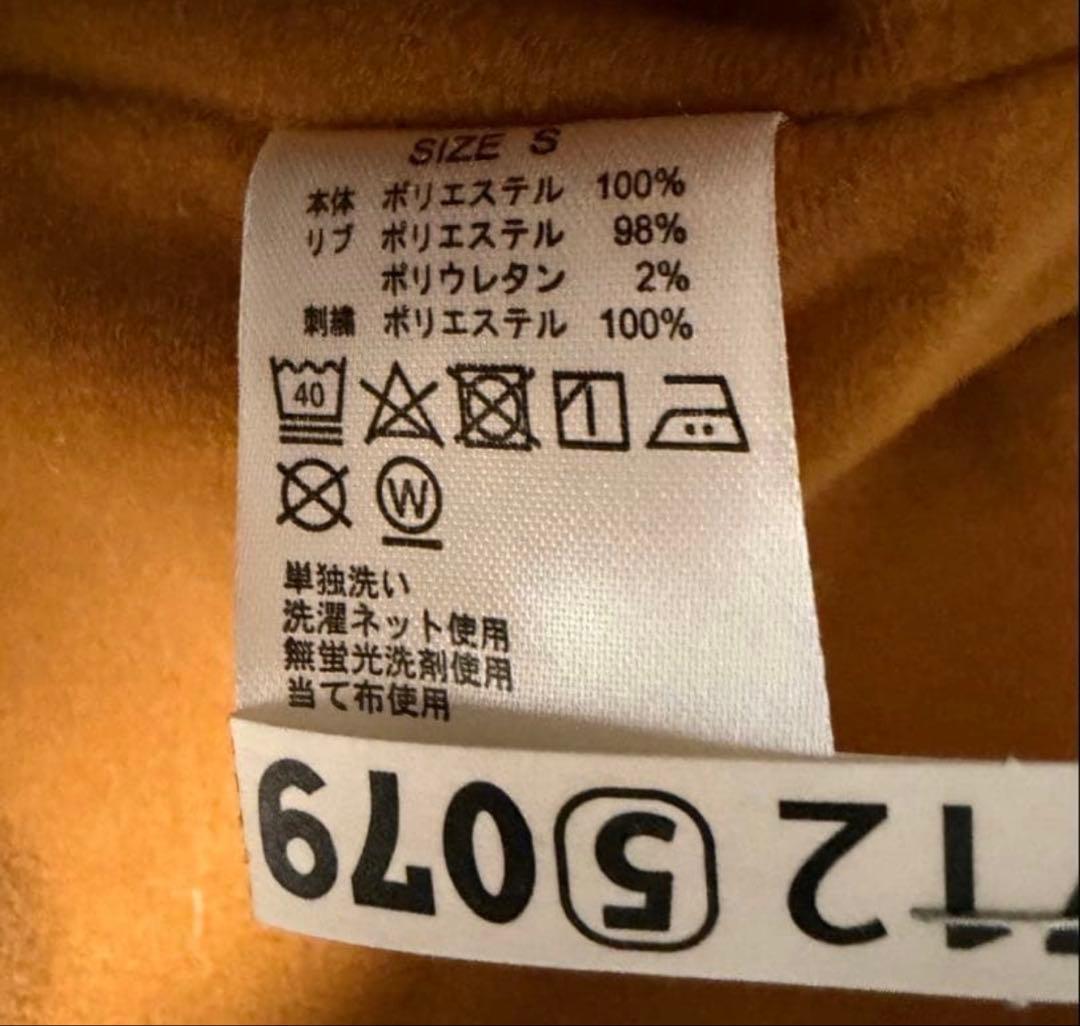 SIZE S
本体 ポリエステル 100%
リブ ポリエステル 98%
ポリウレタン 2%
刺繍 ポリエステル 100%
40
W
単独洗い
洗濯ネット使用
無蛍光洗剤使用
当て布使用
12 5 079